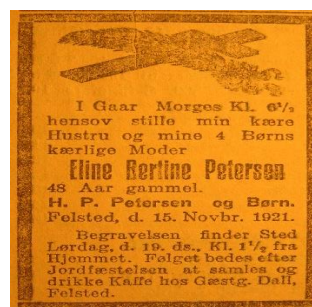 I Gaar Morges Kl. 6½
hensov stille min kære
Hustru og mine 4 Børns
kærlige Moder
Eline Bertine Petersen
48 Aar gammel.
H. P. Petersen og Børn.
Felsted, d. 15. Novbr. 1921.
Begravelsen finder Sted
Lørdag, d. 19. ds., Kl. 1½ fra
Hjemmet. Følget bedes efter
Jordfæstelsen at samles og
drikke Kaffe hos Gæstg. Dall,
Felsted.